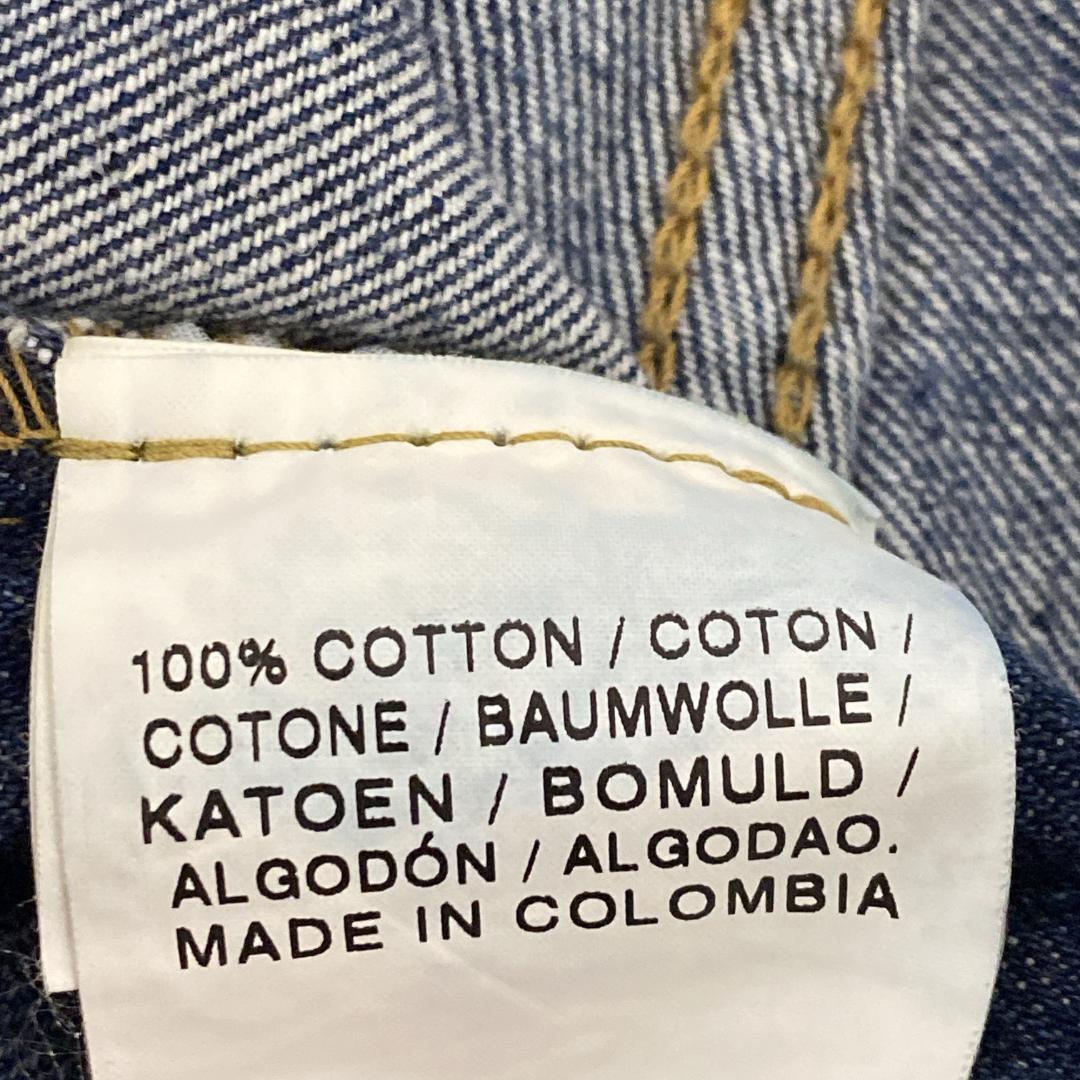 100% COTTON / COTON /
COTONE / BAUMWOLLE /
KATOEN / BOMULD /
ALGODÓN / ALGODAO.
MADE IN COLOMBIA